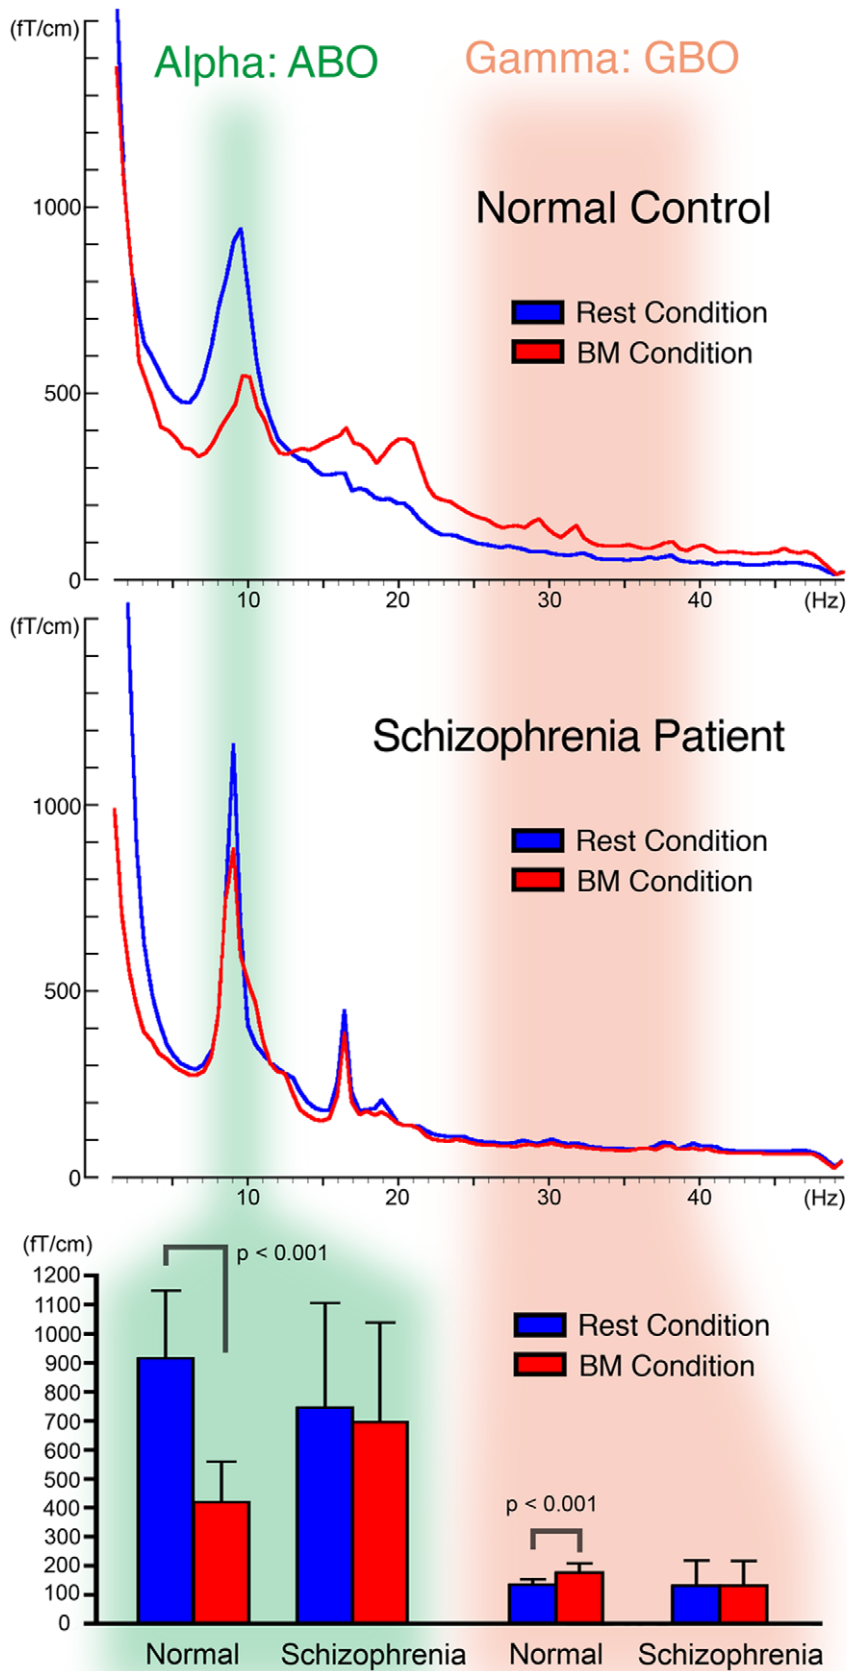 (fT/cm)
Alpha: ABO
Gamma: GBO
Normal Control
1000
Rest Condition
BM Condition
500
0
10 20 30 40 (Hz)
(fT/cm)
Schizophrenia Patient
1000
Rest Condition
BM Condition
500
0
10 20 30 40 (Hz)
(fT/cm)
p < 0.001
1200
1100
1000
900
800
700
600
500
400
300
200
100
0
Rest Condition
BM Condition
p < 0.001
Normal Schizophrenia Normal Schizophrenia